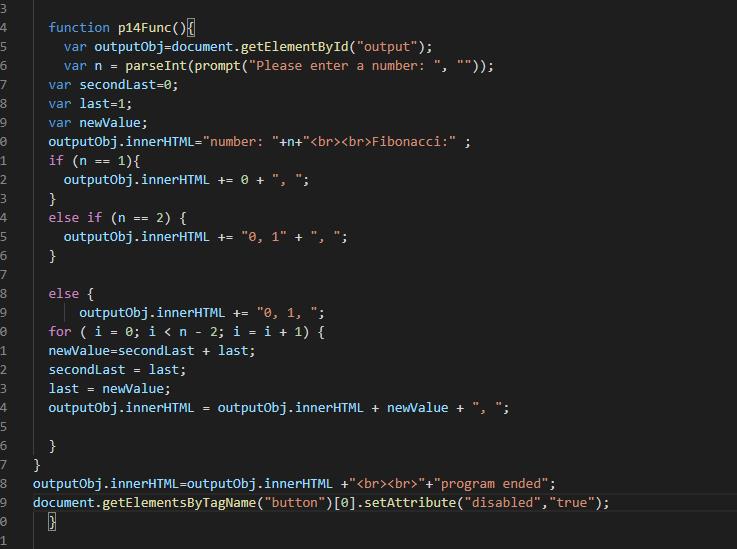 3
4 function p14Func(){
5 var outputObj=document.getElementById("output");
6 var n = parseInt(prompt("Please enter a number: ", ""));
7 var secondLast=0;
8 var last=1;
9 var newValue;
0 outputObj.innerHTML="number: "+n+"<br><br>Fibonacci:" ;
1 if (n == 1){
2 outputObj.innerHTML += 0 + ", ";
3 }
4 else if (n == 2) {
5 outputObj.innerHTML += "0, 1" + ", ";
6 }
7
8 else {
9 outputObj.innerHTML += "0, 1, ";
0 for ( i = 0; i < n - 2; i = i + 1) {
1 newValue=secondLast + last;
2 secondLast = last;
3 last = newValue;
4 outputObj.innerHTML = outputObj.innerHTML + newValue + ", ";
5
6 }
7 }
8 outputObj.innerHTML=outputObj.innerHTML +"<br><br>"+"program ended";
9 document.getElementsByTagName("button")[0].setAttribute("disabled","true");
0 }
1